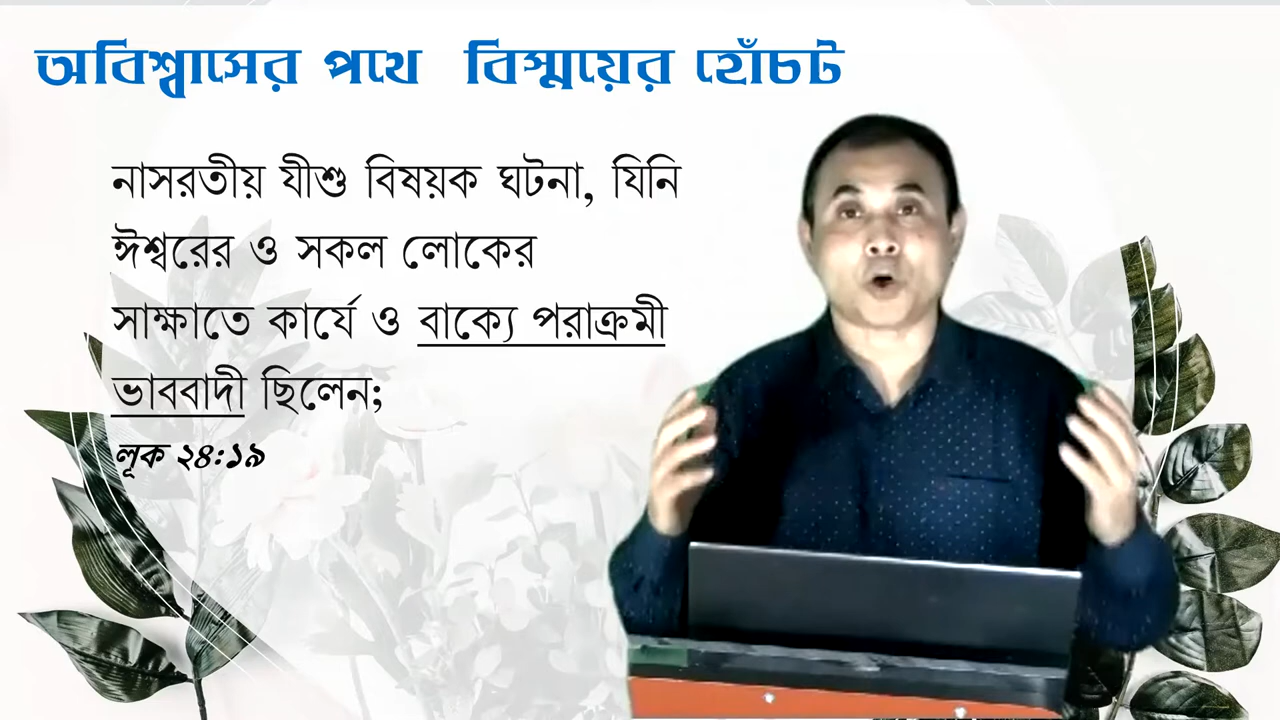 অবিশ্বাসের পথে বিস্ময়ের হোঁচট
নাসরতীয় যীশু বিষয়ক ঘটনা, যিনি
ঈশ্বরের ও সকল লোকের
সাক্ষাতে কার্যে ও বাক্যে পরাক্রমী
ভাববাদী ছিলেন;
লূক ২৪:১৯